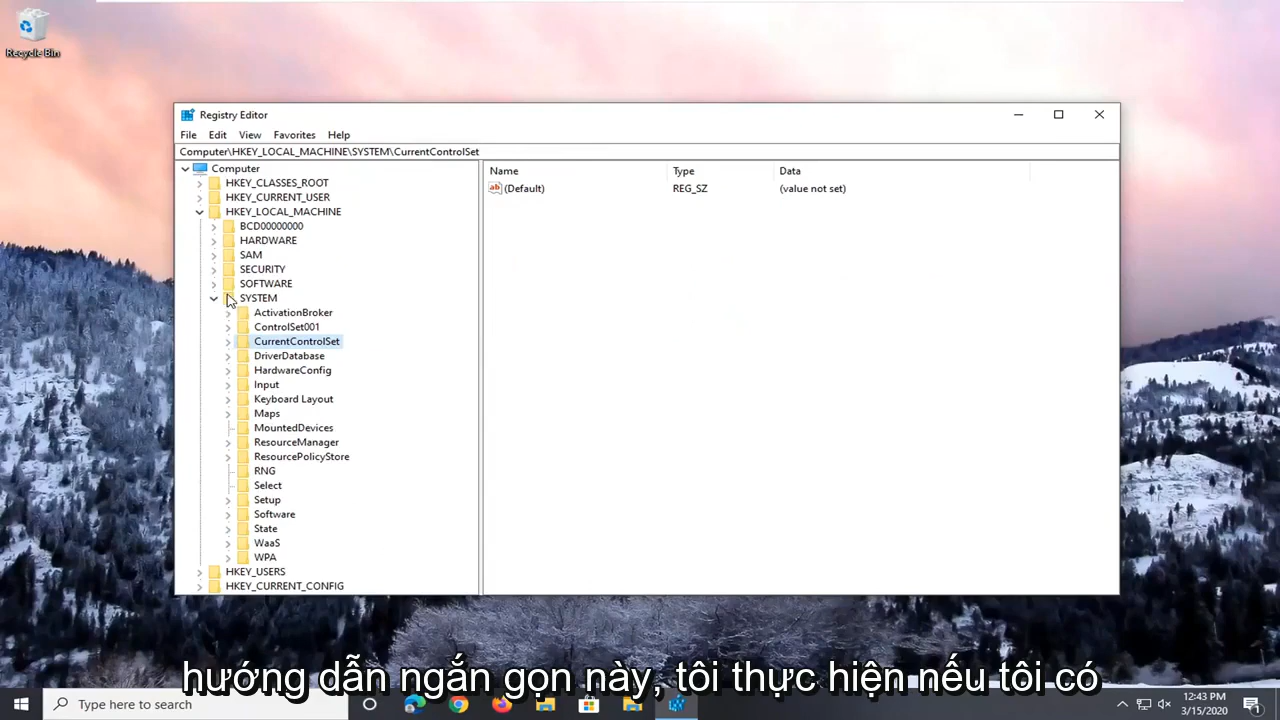 Recycle Bin
Registry Editor
File Edit View Favorites Help
Computer\HKEY_LOCAL_MACHINE\SYSTEM\CurrentControlSet
Computer
HKEY_CLASSES_ROOT
HKEY_CURRENT_USER
HKEY_LOCAL_MACHINE
BCD00000000
HARDWARE
SAM
SECURITY
SOFTWARE
SYSTEM
ActivationBroker
ControlSet001
CurrentControlSet
DriverDatabase
HardwareConfig
Input
Keyboard Layout
Maps
MountedDevices
ResourceManager
ResourcePolicyStore
RNG
Select
Setup
Software
State
WaaS
WPA
HKEY_USERS
HKEY_CURRENT_CONFIG
Name Type Data
(Default) REG_SZ (value not set)
hướng dẫn ngắn gọn này, tôi thực hiện nếu tôi có
Type here to search
12:43 PM
3/15/2020
1